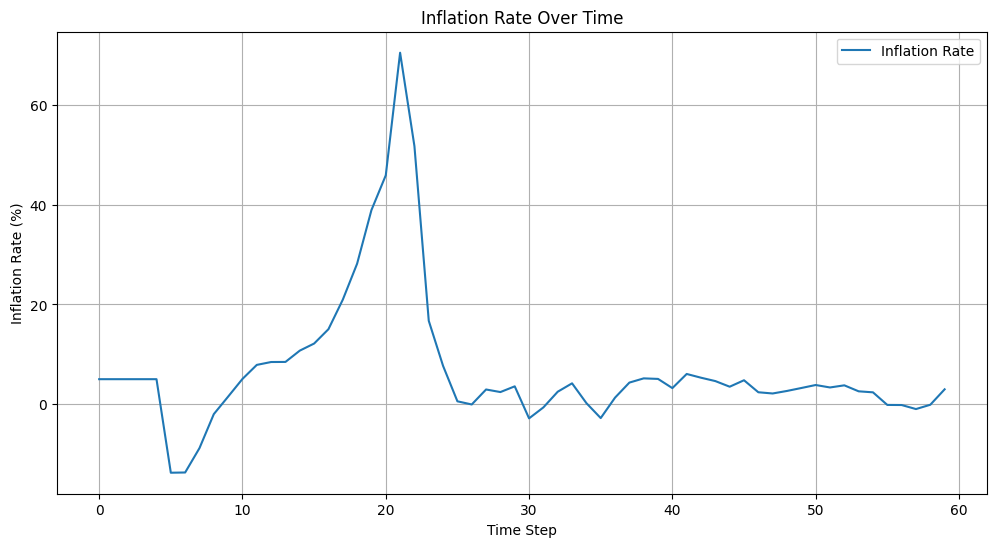 Inflation Rate Over Time
Inflation Rate
Inflation Rate (%)
60
40
20
0
0 10 20 30 40 50 60
Time Step